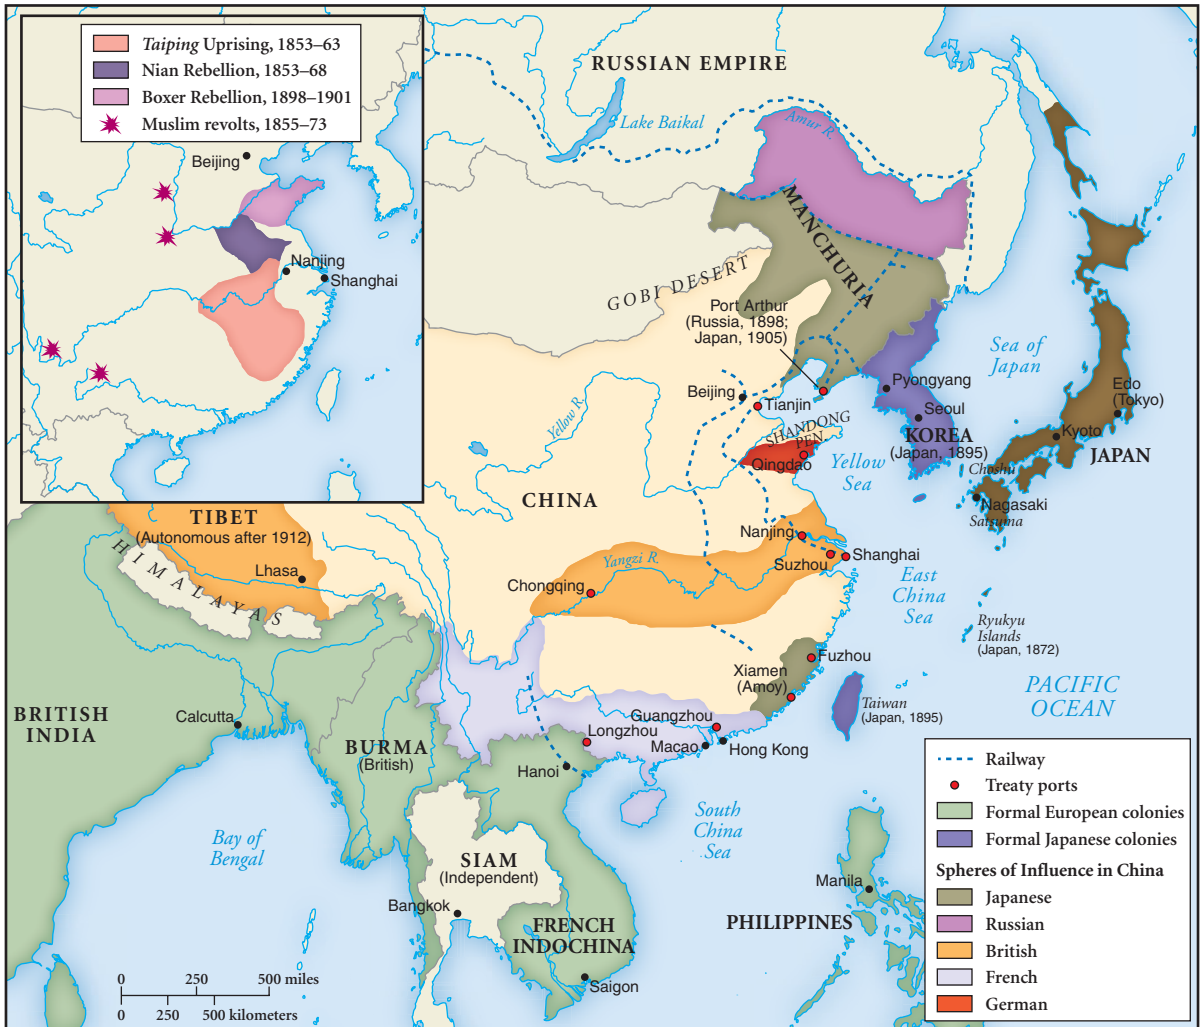 Taiping Uprising, 1853–63
Nian Rebellion, 1853–68
Boxer Rebellion, 1898–1901
Muslim revolts, 1855–73
Beijing
Nanjing
Shanghai
RUSSIAN EMPIRE
Lake Baikal
Amur R.
MANCHURIA
GOBI DESERT
Port Arthur
(Russia, 1898;
Japan, 1905)
Sea of
Japan
Beijing
Tianjin
Pyongyang
Seoul
KOREA
(Japan, 1895)
Edo
(Tokyo)
Kyoto
JAPAN
Yellow R.
SHANDONG
PEN.
Qingdao
Yellow
Sea
Choshu
Nagasaki
Satsuma
CHINA
TIBET
(Autonomous after 1912)
HIMALAYAS
Lhasa
Nanjing
Shanghai
Suzhou
Yangzi R.
Chongqing
East
China
Sea
Ryukyu
Islands
(Japan, 1872)
Fuzhou
Xiamen
(Amoy)
Taiwan
(Japan, 1895)
PACIFIC
OCEAN
BRITISH
INDIA
Calcutta
BURMA
(British)
Guangzhou
Longzhou
Macao
Hong Kong
Hanoi
Bay of
Bengal
South
China
Sea
SIAM
(Independent)
Bangkok
FRENCH
INDOCHINA
Saigon
Manila
PHILIPPINES
0 250 500 miles
0 250 500 kilometers
Railway
Treaty ports
Formal European colonies
Formal Japanese colonies
Spheres of Influence in China
Japanese
Russian
British
French
German